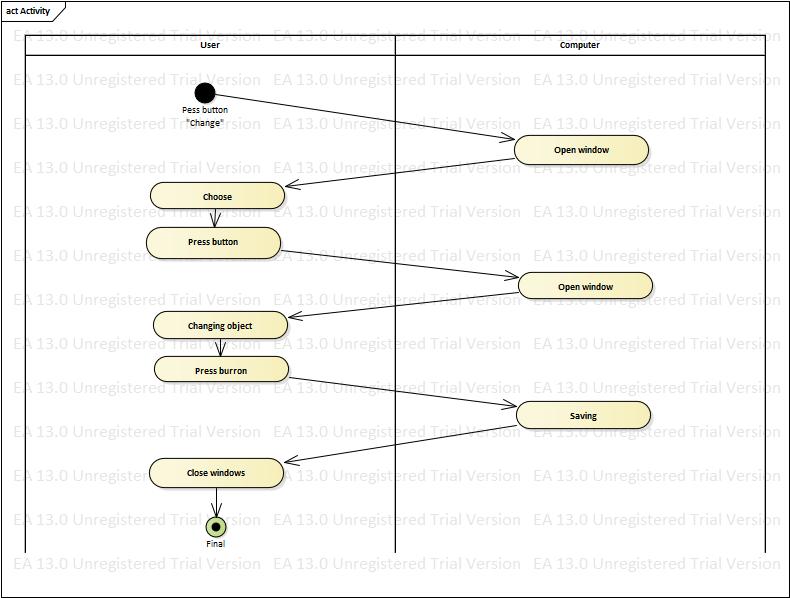 act Activity
EA 13.0 Unregistered Trial Version EA 13.0 Unregistered Trial Version EA 13.0 Unregistered Trial Version
User Computer
EA 13.0 Unregistered Trial Version EA 13.0 Unregistered Trial Version EA 13.0 Unregistered Trial Version
Pess button
"Change"
EA 13.0 Unregistered Trial Version EA 13.0 Unregistered Trial Version EA 13.0 Unregistered Trial Version
Open window
EA 13.0 Unregistered Trial Version EA 13.0 Unregistered Trial Version EA 13.0 Unregistered Trial Version
Choose
EA 13.0 Unregistered Trial Version EA 13.0 Unregistered Trial Version EA 13.0 Unregistered Trial Version
Press button
EA 13.0 Unregistered Trial Version EA 13.0 Unregistered Trial Version EA 13.0 Unregistered Trial Version
Open window
EA 13.0 Unregistered Trial Version EA 13.0 Unregistered Trial Version EA 13.0 Unregistered Trial Version
Changing object
EA 13.0 Unregistered Trial Version EA 13.0 Unregistered Trial Version EA 13.0 Unregistered Trial Version
Press burron
EA 13.0 Unregistered Trial Version EA 13.0 Unregistered Trial Version EA 13.0 Unregistered Trial Version
Saving
EA 13.0 Unregistered Trial Version EA 13.0 Unregistered Trial Version EA 13.0 Unregistered Trial Version
Close windows
EA 13.0 Unregistered Trial Version EA 13.0 Unregistered Trial Version EA 13.0 Unregistered Trial Version
EA 13.0 Unregistered Trial Version EA 13.0 Unregistered Trial Version EA 13.0 Unregistered Trial Version
Final
EA 13.0 Unregistered Trial Version EA 13.0 Unregistered Trial Version EA 13.0 Unregistered Trial Version